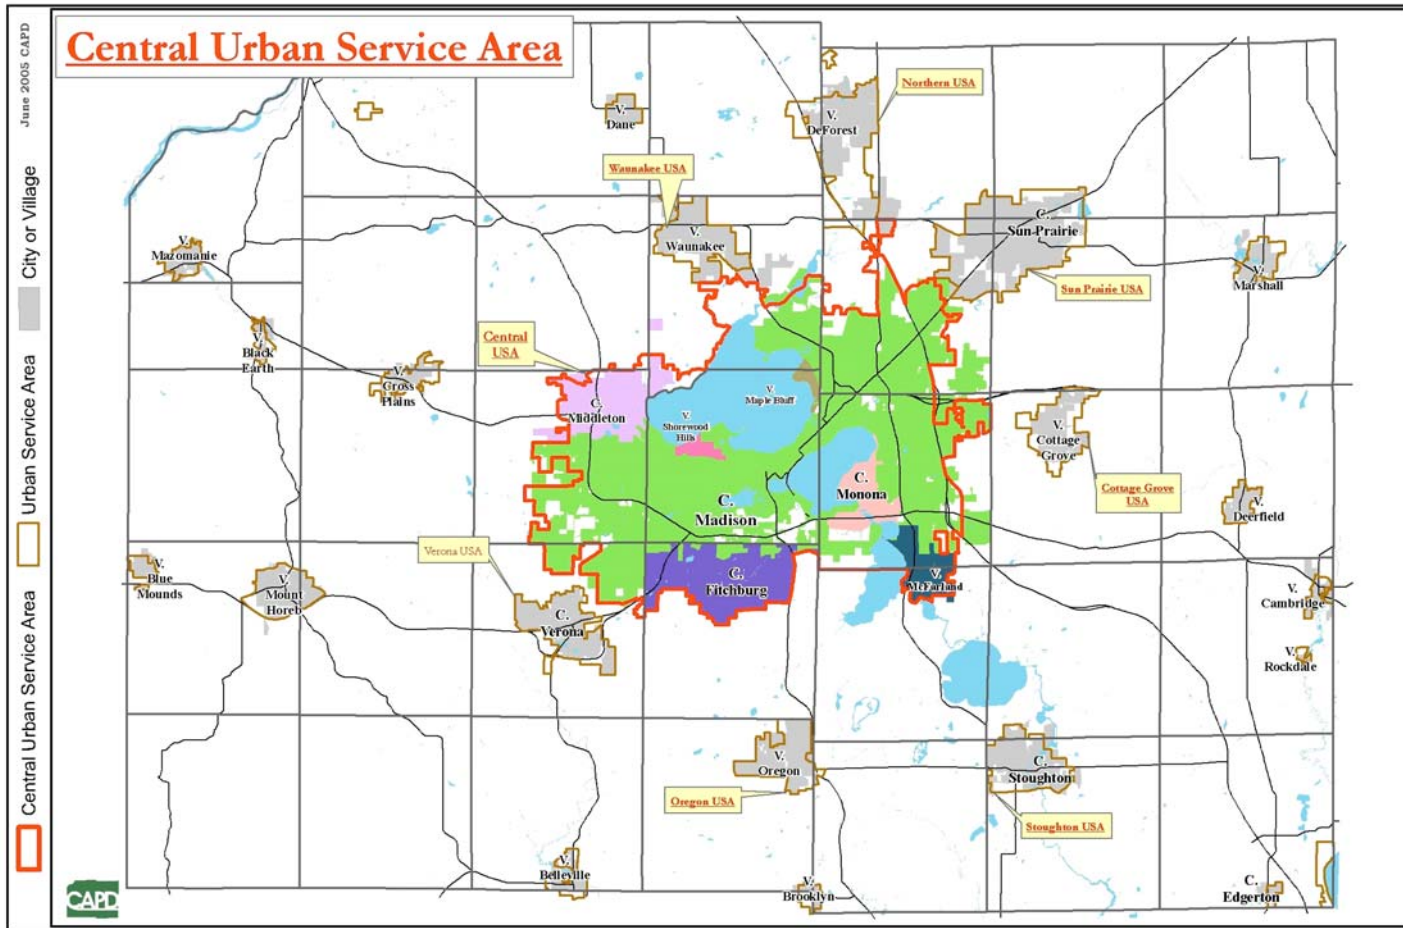 Central Urban Service Area
June 2005 CAPD
City or Village
Urban Service Area
Central Urban Service Area
Northern USA
V.
Dane
V.
DeForest
Waunakee USA
C.
Sun Prairie
V.
Waunakee
V.
Mazomanie
V.
Marshall
Sun Prairie USA
Central
USA
V.
Black
Earth
V.
Cross
Plains
V.
Maple Bluff
C.
Middleton
V.
Shorewood
Hills
V.
Cottage
Grove
C.
Monona
Cottage Grove
USA
C.
Madison
V.
Deerfield
Verona USA
V.
Blue
Mounds
V.
Mount
Horeb
C.
Fitchburg
V.
McFarland
V.
Cambridge
C.
Verona
V.
Rockdale
V.
Oregon
C.
Stoughton
Oregon USA
Stoughton USA
V.
Belleville
V.
Brooklyn
C.
Edgerton
CAPD